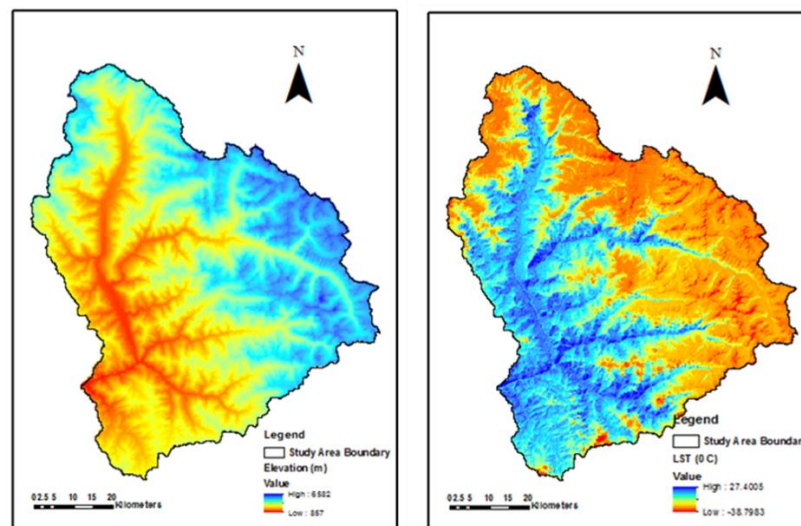 N
Legend
Study Area Boundary
Elevation (m)
Value
High : 6582
Low : 857
0 2.5 5 10 15 20
Kilometers
N
Legend
Study Area Boundar
LST (0 C)
Value
High : 27.4005
Low : -38.7983
0 2.5 5 10 15 20
Kilometers